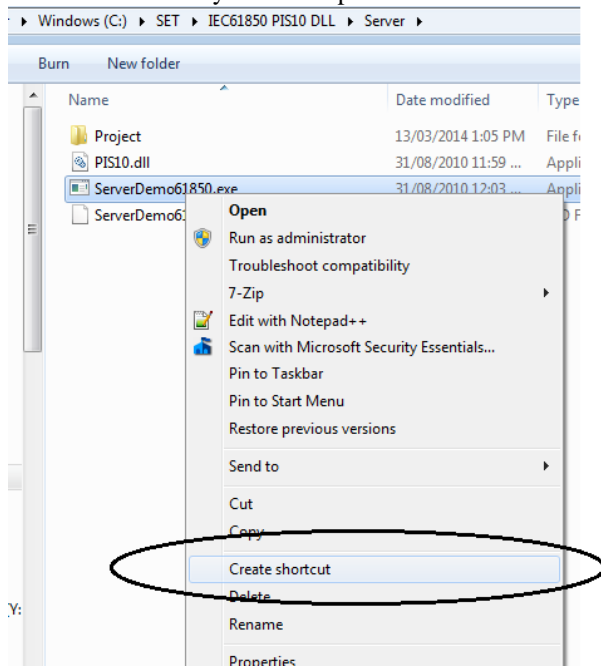 Windows (C:) ▸ SET ▸ IEC61850 PIS10 DLL ▸ Server ▸
Burn New folder
Name Date modified Type
Project 13/03/2014 1:05 PM File f
PIS10.dll 31/08/2010 11:59 ... Appli
ServerDemo61850.exe 31/08/2010 12:03 ... Appli
ServerDemo6
Open
Run as administrator
Troubleshoot compatibility
7-Zip
Edit with Notepad++
Scan with Microsoft Security Essentials...
Pin to Taskbar
Pin to Start Menu
Restore previous versions
Send to
Cut
Copy
Create shortcut
Delete
Y:
Rename
Properties